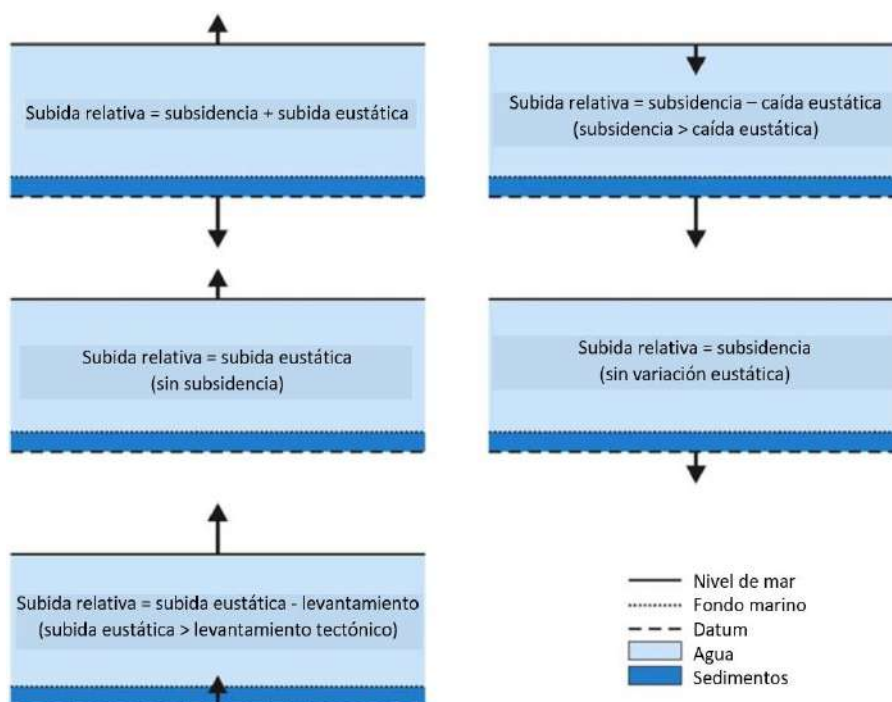 Subida relativa = subsidencia + subida eustática
Subida relativa = subsidencia – caída eustática
(subsidencia > caída eustática)
Subida relativa = subida eustática
(sin subsidencia)
Subida relativa = subsidencia
(sin variación eustática)
Subida relativa = subida eustática - levantamiento
(subida eustática > levantamiento tectónico)
Nivel de mar
Fondo marino
Datum
Agua
Sedimentos